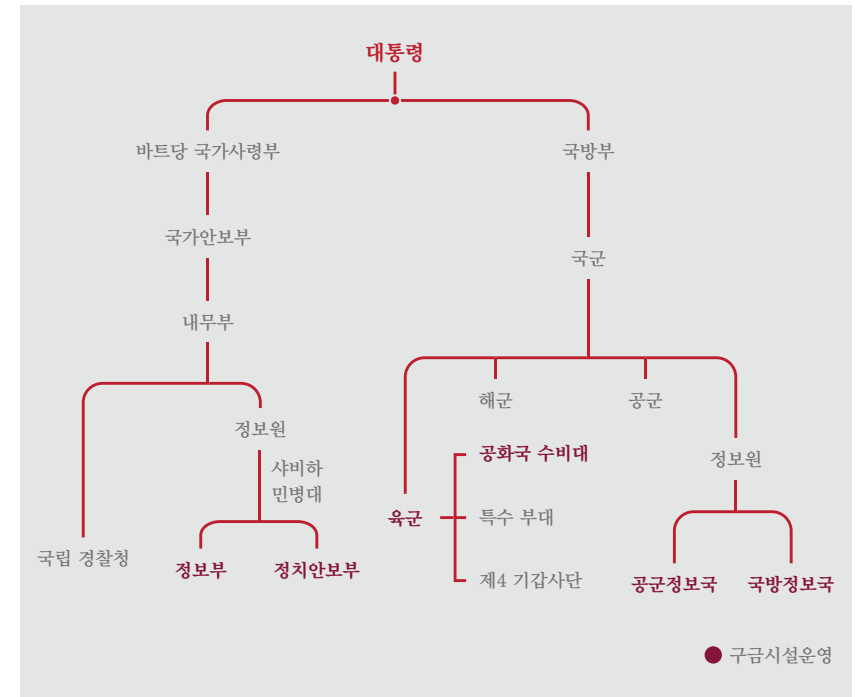 대통령
바트당 국가사령부
국방부
국가안보부
국군
내무부
해군
공군
정보원
샤비하
민병대
공화국 수비대
정보원
육군
특수 부대
국립 경찰청
정보부
정치안보부
제4 기갑사단
공군정보국
국방정보국
구금시설운영